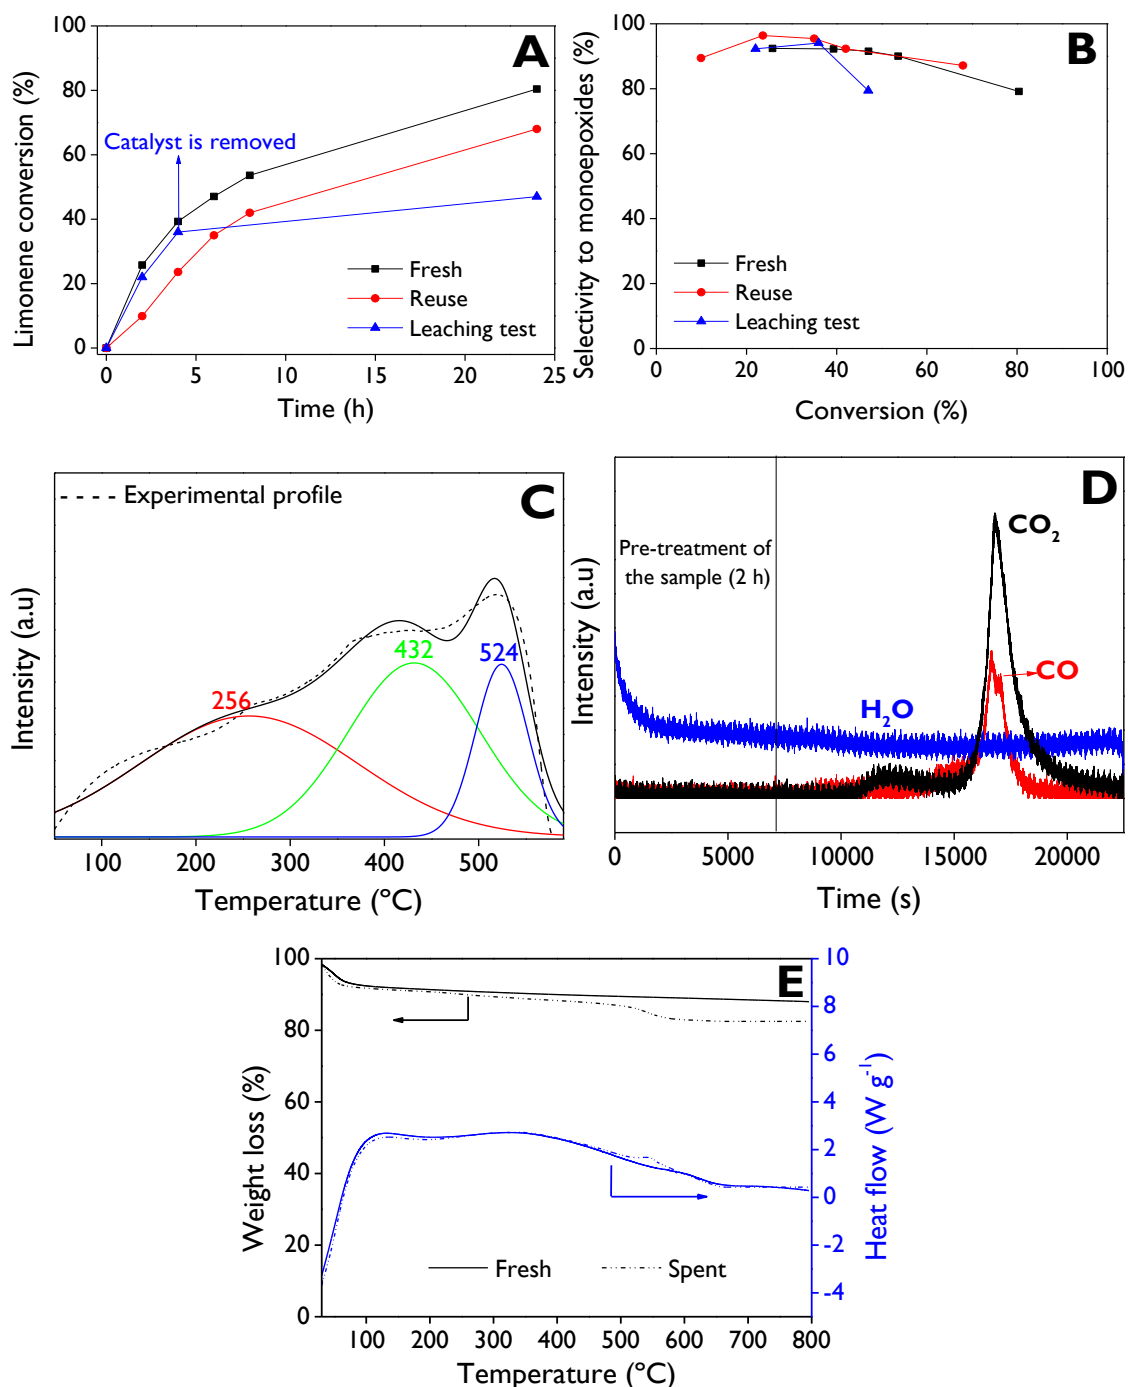 A
Limonene conversion (%)
100
80
60
40
20
0
Catalyst is removed
Fresh
Reuse
Leaching test
0 5 10 15 20 25
Time (h)
B
Selectivity to monoepoxides (%)
100
80
60
40
20
0
Fresh
Reuse
Leaching test
0 20 40 60 80 100
Conversion (%)
C
Experimental profile
Intensity (a.u)
256
432
524
100 200 300 400 500
Temperature (ºC)
D
Intensity (a.u)
Pre-treatment of
the sample (2 h)
CO₂
CO
H₂O
0 5000 10000 15000 20000
Time (s)
E
Weight loss (%)
100
80
60
40
20
0
10
8
6
4
2
0
-2
-4
Heat flow (W g⁻¹)
Fresh Spent
100 200 300 400 500 600 700 800
Temperature (ºC)